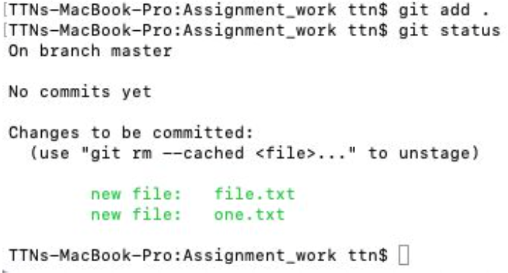 [TTNs-MacBook-Pro:Assignment_work ttn$ git add .
[TTNs-MacBook-Pro:Assignment_work ttn$ git status
On branch master
No commits yet
Changes to be committed:
(use "git rm --cached <file>..." to unstage)
new file: file.txt
new file: one.txt
TTNs-MacBook-Pro:Assignment_work ttn$